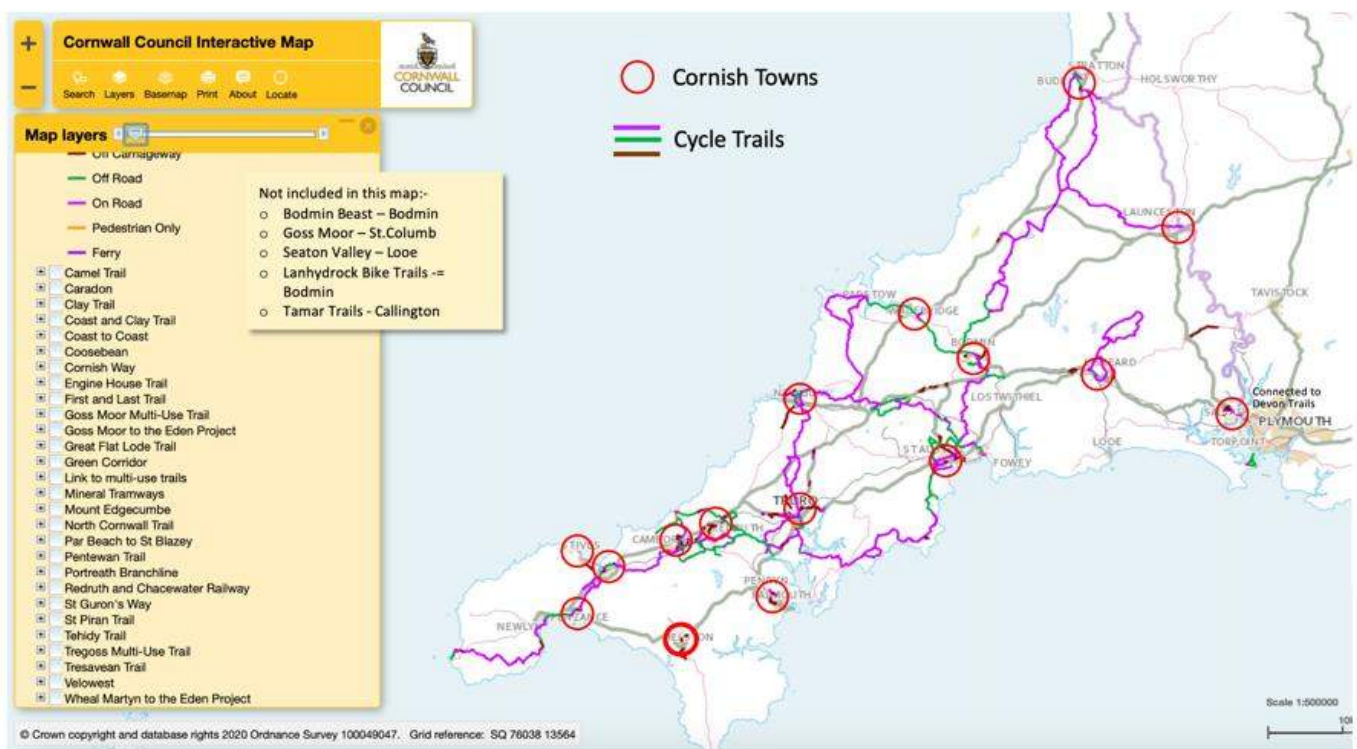 Cornwall Council Interactive Map
Search Layers Basemap Print About Locate
CORNWALL
COUNCIL
Map layers
Off Carriageway
Off Road
On Road
Pedestrian Only
Ferry
Camel Trail
Caradon
Clay Trail
Coast and Clay Trail
Coast to Coast
Coosebean
Cornish Way
Engine House Trail
First and Last Trail
Goss Moor Multi-Use Trail
Goss Moor to the Eden Project
Great Flat Lode Trail
Green Corridor
Link to multi-use trails
Mineral Tramways
Mount Edgecumbe
North Cornwall Trail
Par Beach to St Blazey
Pentewan Trail
Portreath Branchline
Redruth and Chacewater Railway
St Guron's Way
St Piran Trail
Tehidy Trail
Tregoss Multi-Use Trail
Tresavean Trail
Velowest
Wheal Martyn to the Eden Project
Not included in this map:-
o Bodmin Beast – Bodmin
o Goss Moor – St.Columb
o Seaton Valley – Looe
o Lanhydrock Bike Trails -=
Bodmin
o Tamar Trails - Callington
Cornish Towns
Cycle Trails
STRATTON
HOLSWORTHY
LAUNCESTON
TAVISTOCK
BODMIN
LOSTWITHIEL
Connected to
Devon Trails
PLYMOUTH
TORPOINT
LOOE
FOWEY
TRURO
PENRYN
NEWLYN
Scale 1:500000
© Crown copyright and database rights 2020 Ordnance Survey 100049047. Grid reference: SQ 76038 13564